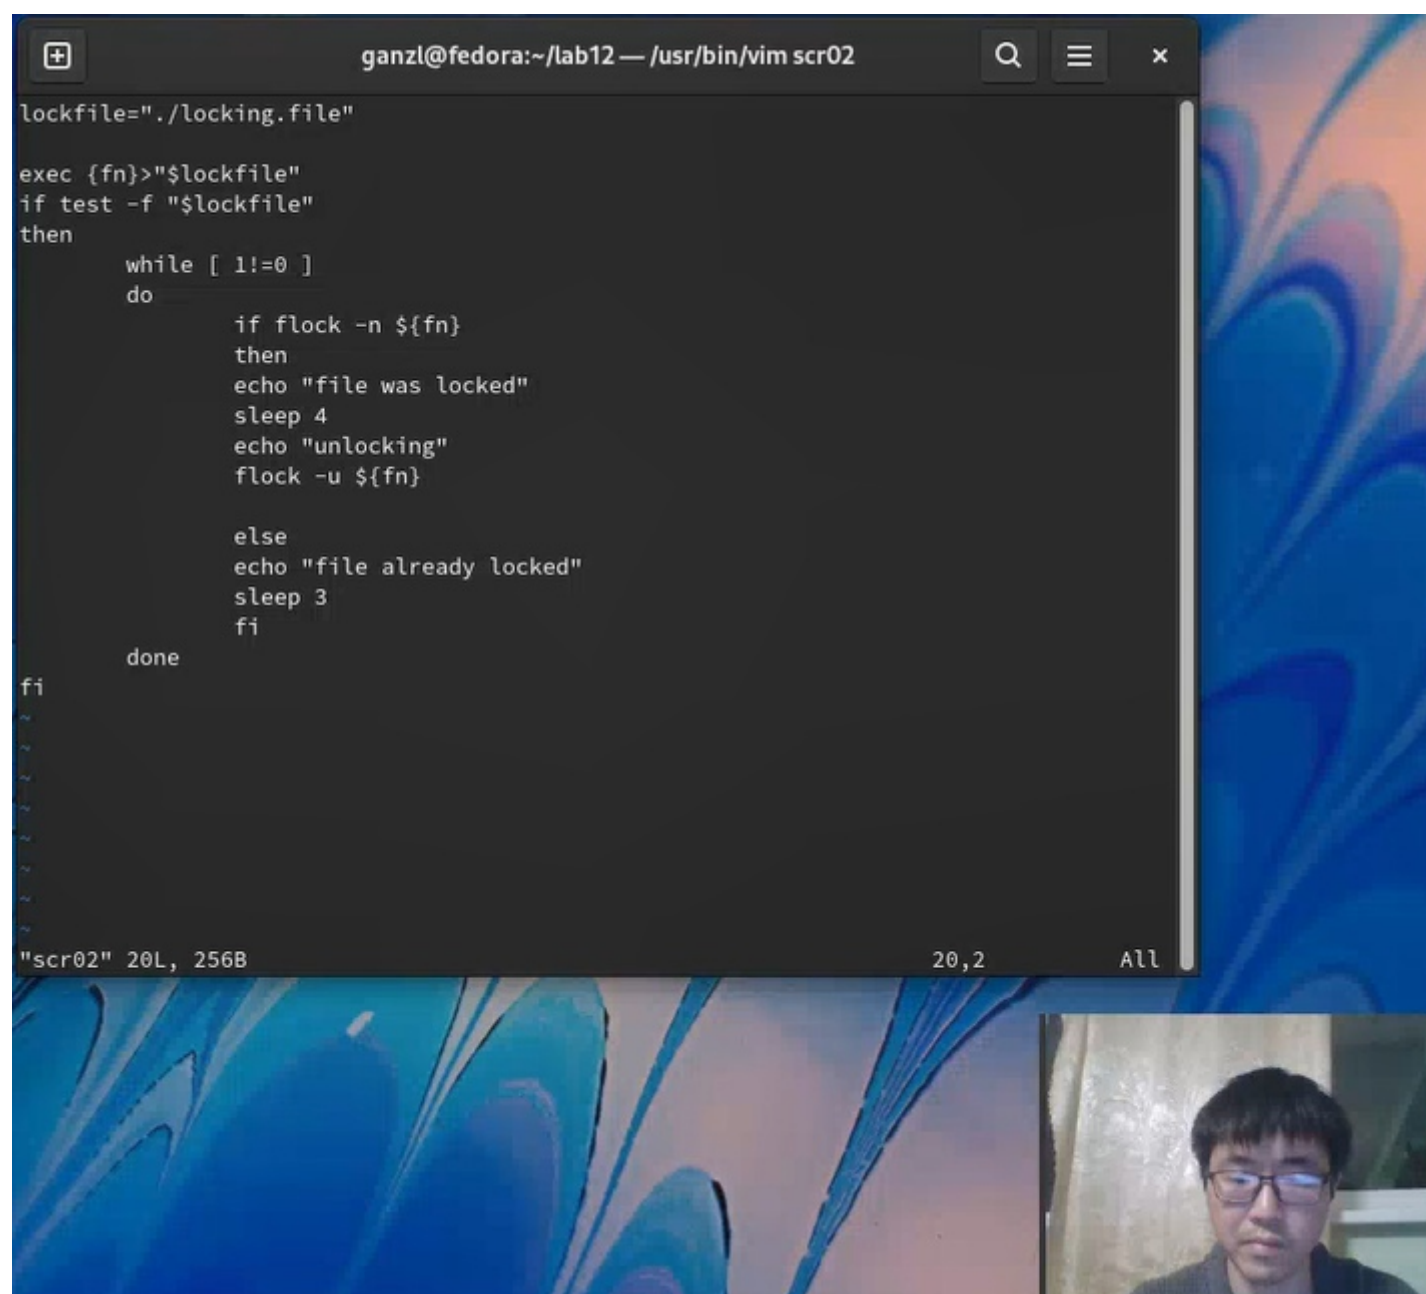 ganzl@fedora:~/lab12 — /usr/bin/vim scr02
lockfile="./locking.file"
exec {fn}>"$lockfile"
if test -f "$lockfile"
then
while [ 1!=0 ]
do
if flock -n ${fn}
then
echo "file was locked"
sleep 4
echo "unlocking"
flock -u ${fn}
else
echo "file already locked"
sleep 3
fi
done
fi
~
~
~
~
~
~
~
~
"scr02" 20L, 256B 20,2 All